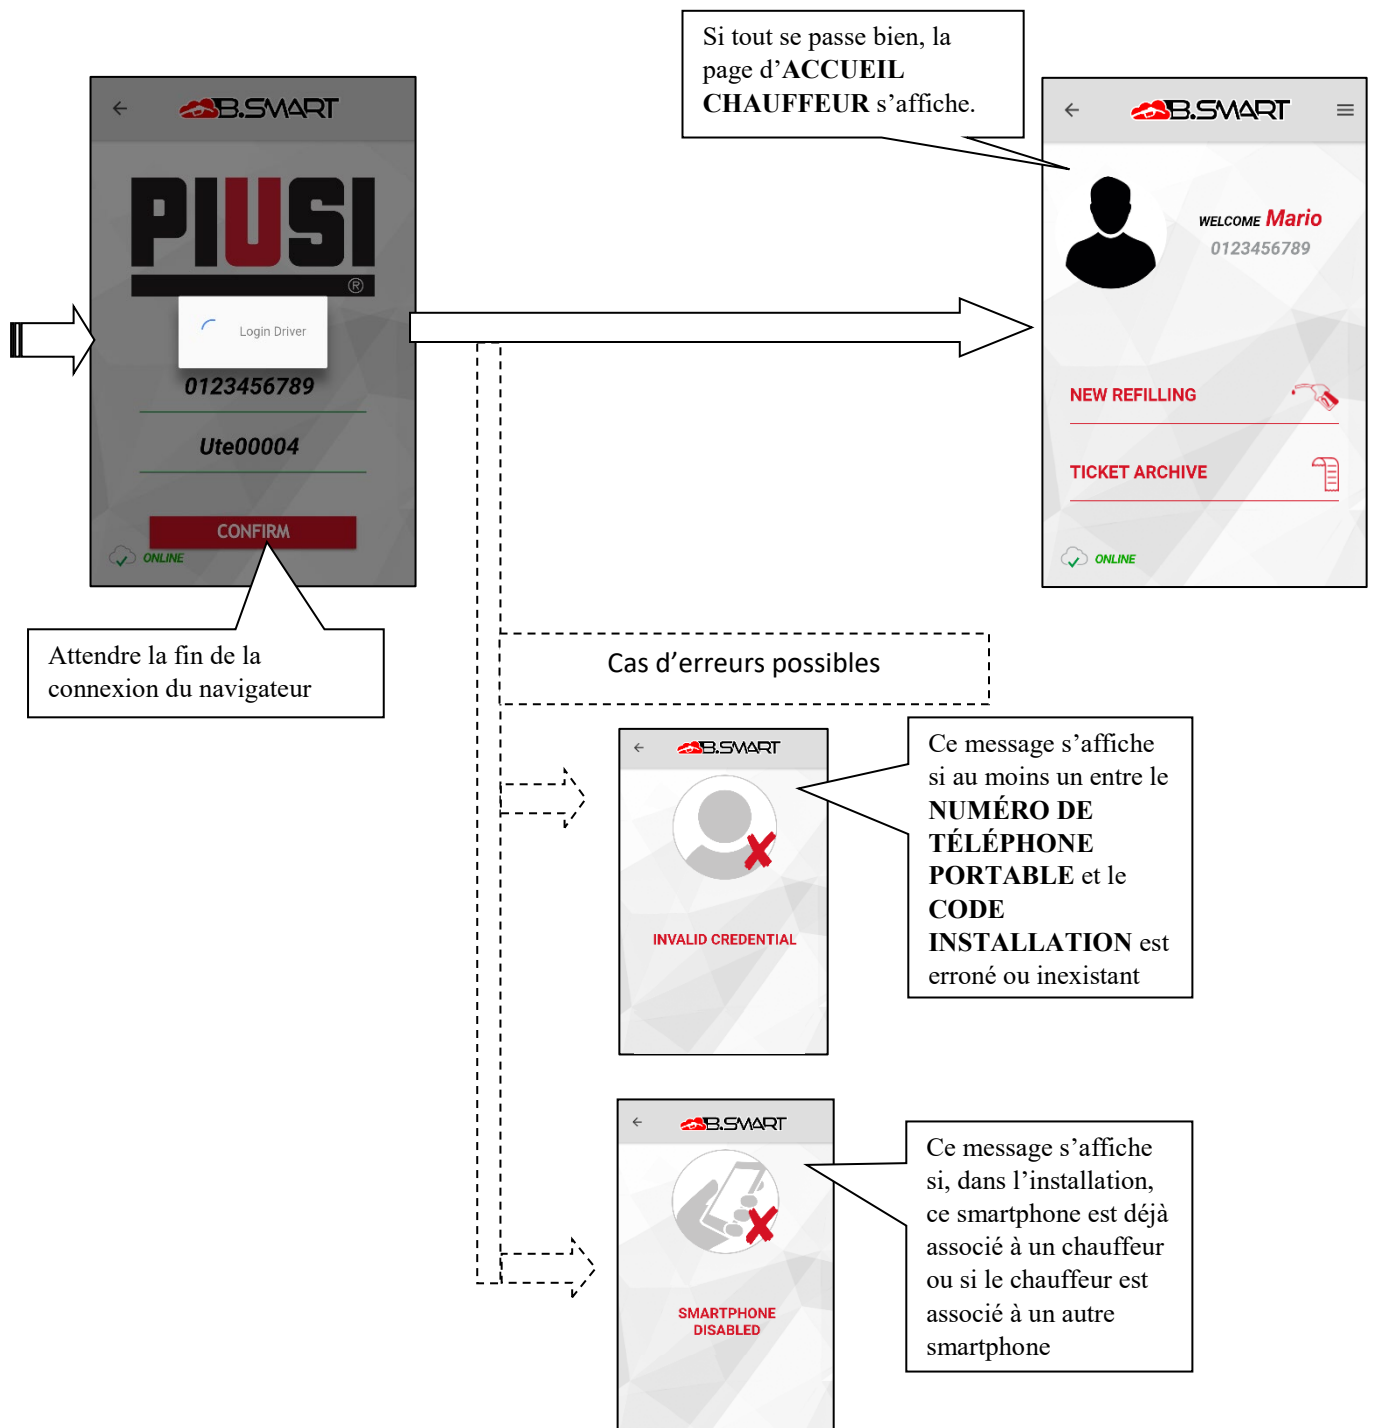 Si tout se passe bien, la
page d’ACCUEIL
CHAUFFEUR s’affiche.
B.SMART
PIUSI
®
Login Driver
0123456789
Ute00004
CONFIRM
ONLINE
Attendre la fin de la
connexion du navigateur
B.SMART
WELCOME Mario
0123456789
NEW REFILLING
TICKET ARCHIVE
ONLINE
Cas d’erreurs possibles
B.SMART
INVALID CREDENTIAL
Ce message s’affiche
si au moins un entre le
NUMÉRO DE
TÉLÉPHONE
PORTABLE et le
CODE
INSTALLATION est
erroné ou inexistant
B.SMART
SMARTPHONE
DISABLED
Ce message s’affiche
si, dans l’installation,
ce smartphone est déjà
associé à un chauffeur
ou si le chauffeur est
associé à un autre
smartphone